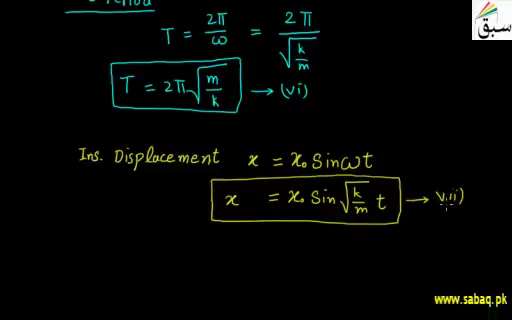 سبق
T = 2π/ω = 2π/√(k/m)
T = 2π√(m/k) → (vi)
Ins. Displacement x = x₀ Sinωt
x = x₀ Sin√(k/m) t → vii)
www.sabaq.pk